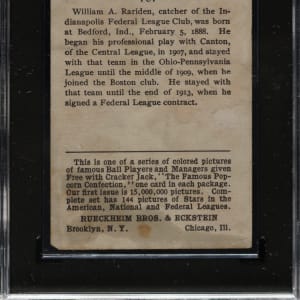 William A. Rariden, catcher of the In-
dianapolis Federal League Club, was born
at Bedford, Ind., February 5, 1888. He
began his professional play with Canton,
of the Central League, in 1907, and stayed
with that team in the Ohio-Pennsylvania
League until the middle of 1909, when he
joined the Boston club. He stayed with
that team until the end of 1913, when he
signed a Federal League contract.
This is one of a series of colored pictures
of famous Ball Players and Managers given
Free with Cracker Jack, "The Famous Pop-
corn Confection," one card in each package.
Our first issue is 15,000,000 pictures. Com-
plete set has 144 pictures of Stars in the
American, National and Federal Leagues.
RUECKHEIM BROS. & ECKSTEIN
Brooklyn, N. Y. Chicago, Ill.